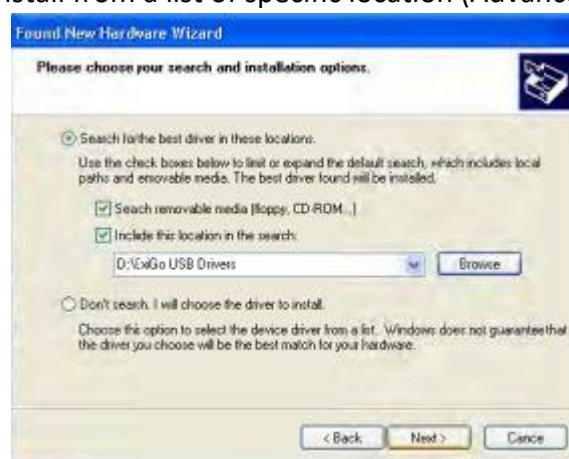 install from a list or specific location (Advance
Found New Hardware Wizard
Please choose your search and installation options.
Search for the best driver in these locations.
Use the check boxes below to limit or expand the default search, which includes local
paths and removable media. The best driver found will be installed.
Search removable media (floppy, CD-ROM...)
Include this location in the search:
D:\ExiGo USB Drivers
Browse
Don't search. I will choose the driver to install.
Choose this option to select the device driver from a list. Windows does not guarantee that
the driver you choose will be the best match for your hardware.
< Back Next > Cance